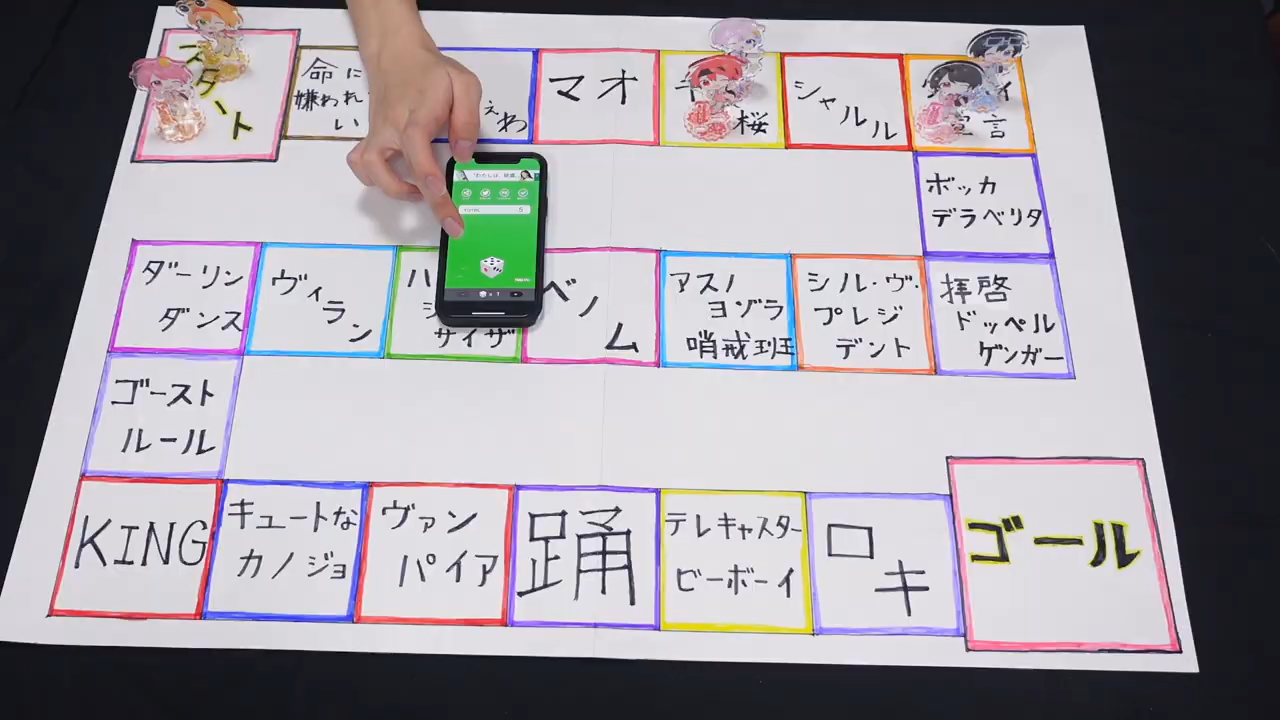 スタート
命に
嫌われ
い
ぇわ
マオ
桜
シャルル
宣言
ボッカ
デラベリタ
ダーリン
ダンス
ヴィラン
ハ
サイザ
ベノム
アスノ
ヨゾラ
哨戒班
シル・ヴ・
プレジ
デント
拝啓
ドッペル
ゲンガー
ゴースト
ルール
KING
キュートな
カノジョ
ヴァン
パイア
踊
テレキャスター
ビーボーイ
ロキ
ゴール